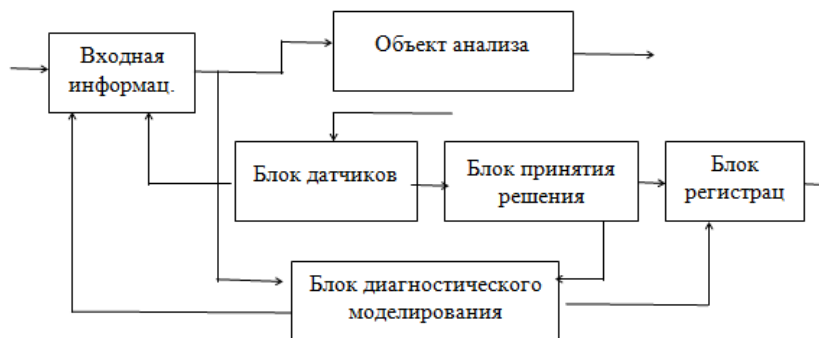 Входная
информац.
Объект анализа
Блок датчиков
Блок принятия
решения
Блок
регистрац
Блок диагностического
моделирования